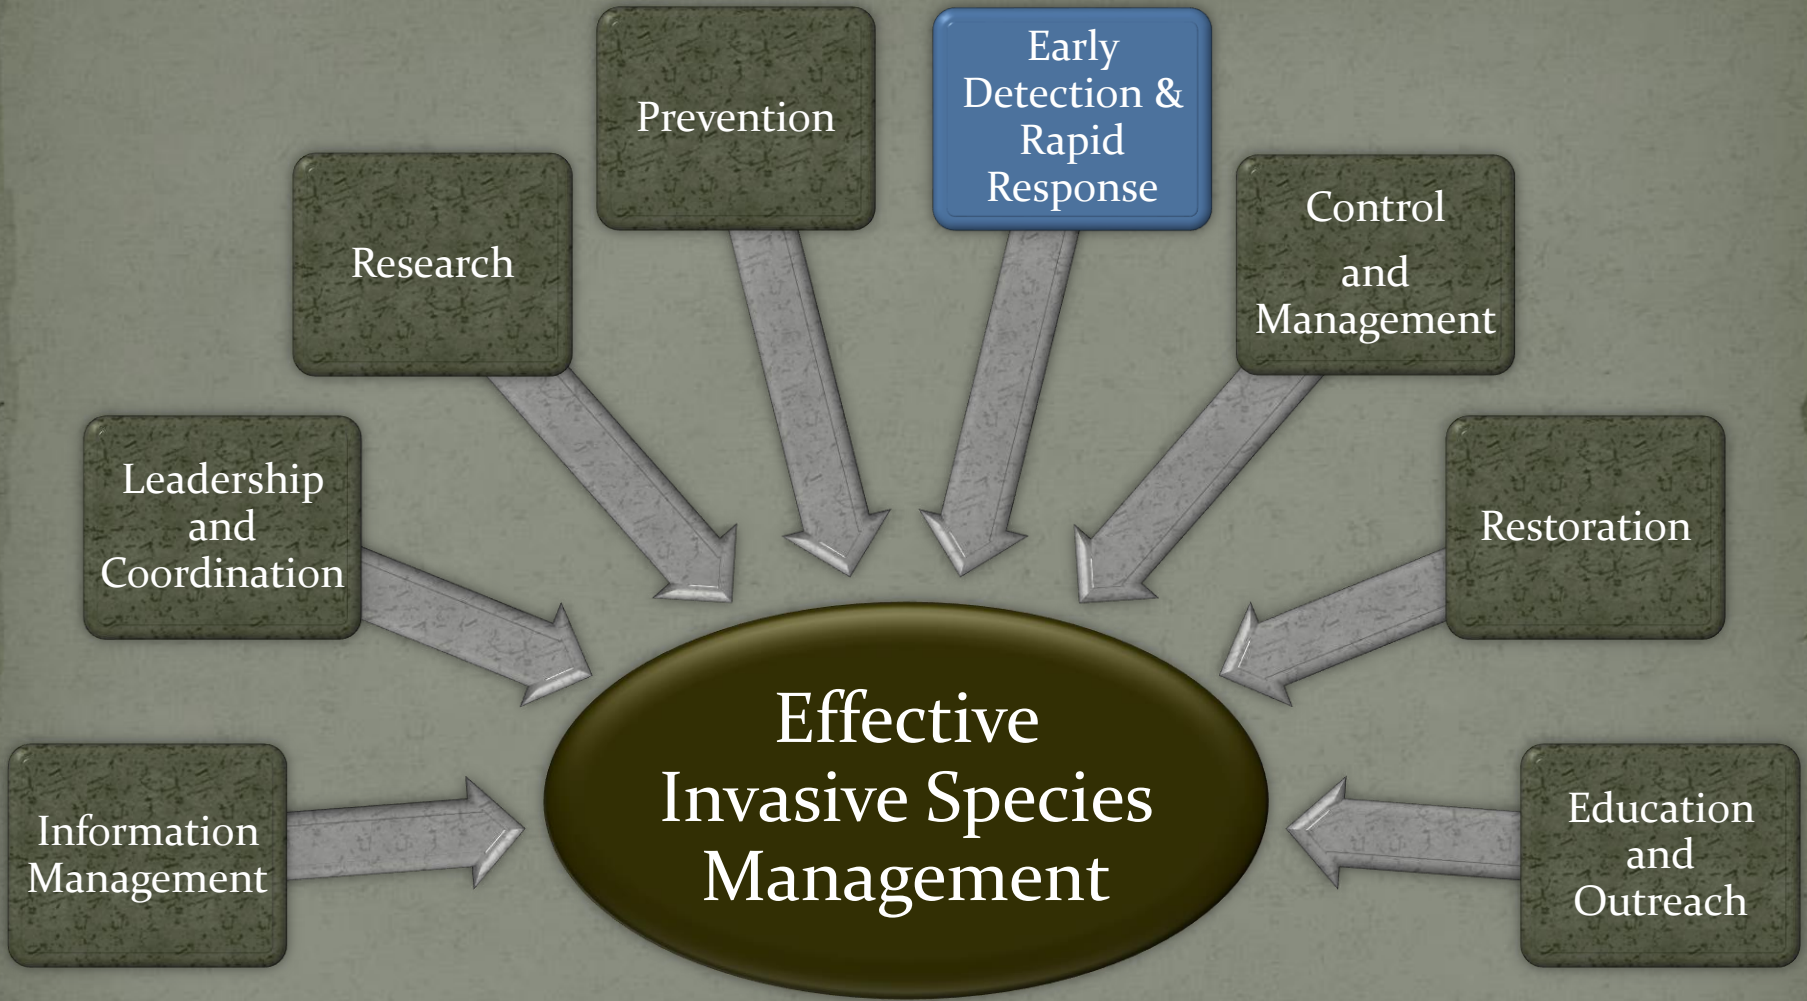 Early
Detection &
Rapid
Response
Prevention
Control
and
Management
Research
Leadership
and
Coordination
Restoration
Effective
Invasive Species
Management
Information
Management
Education
and
Outreach